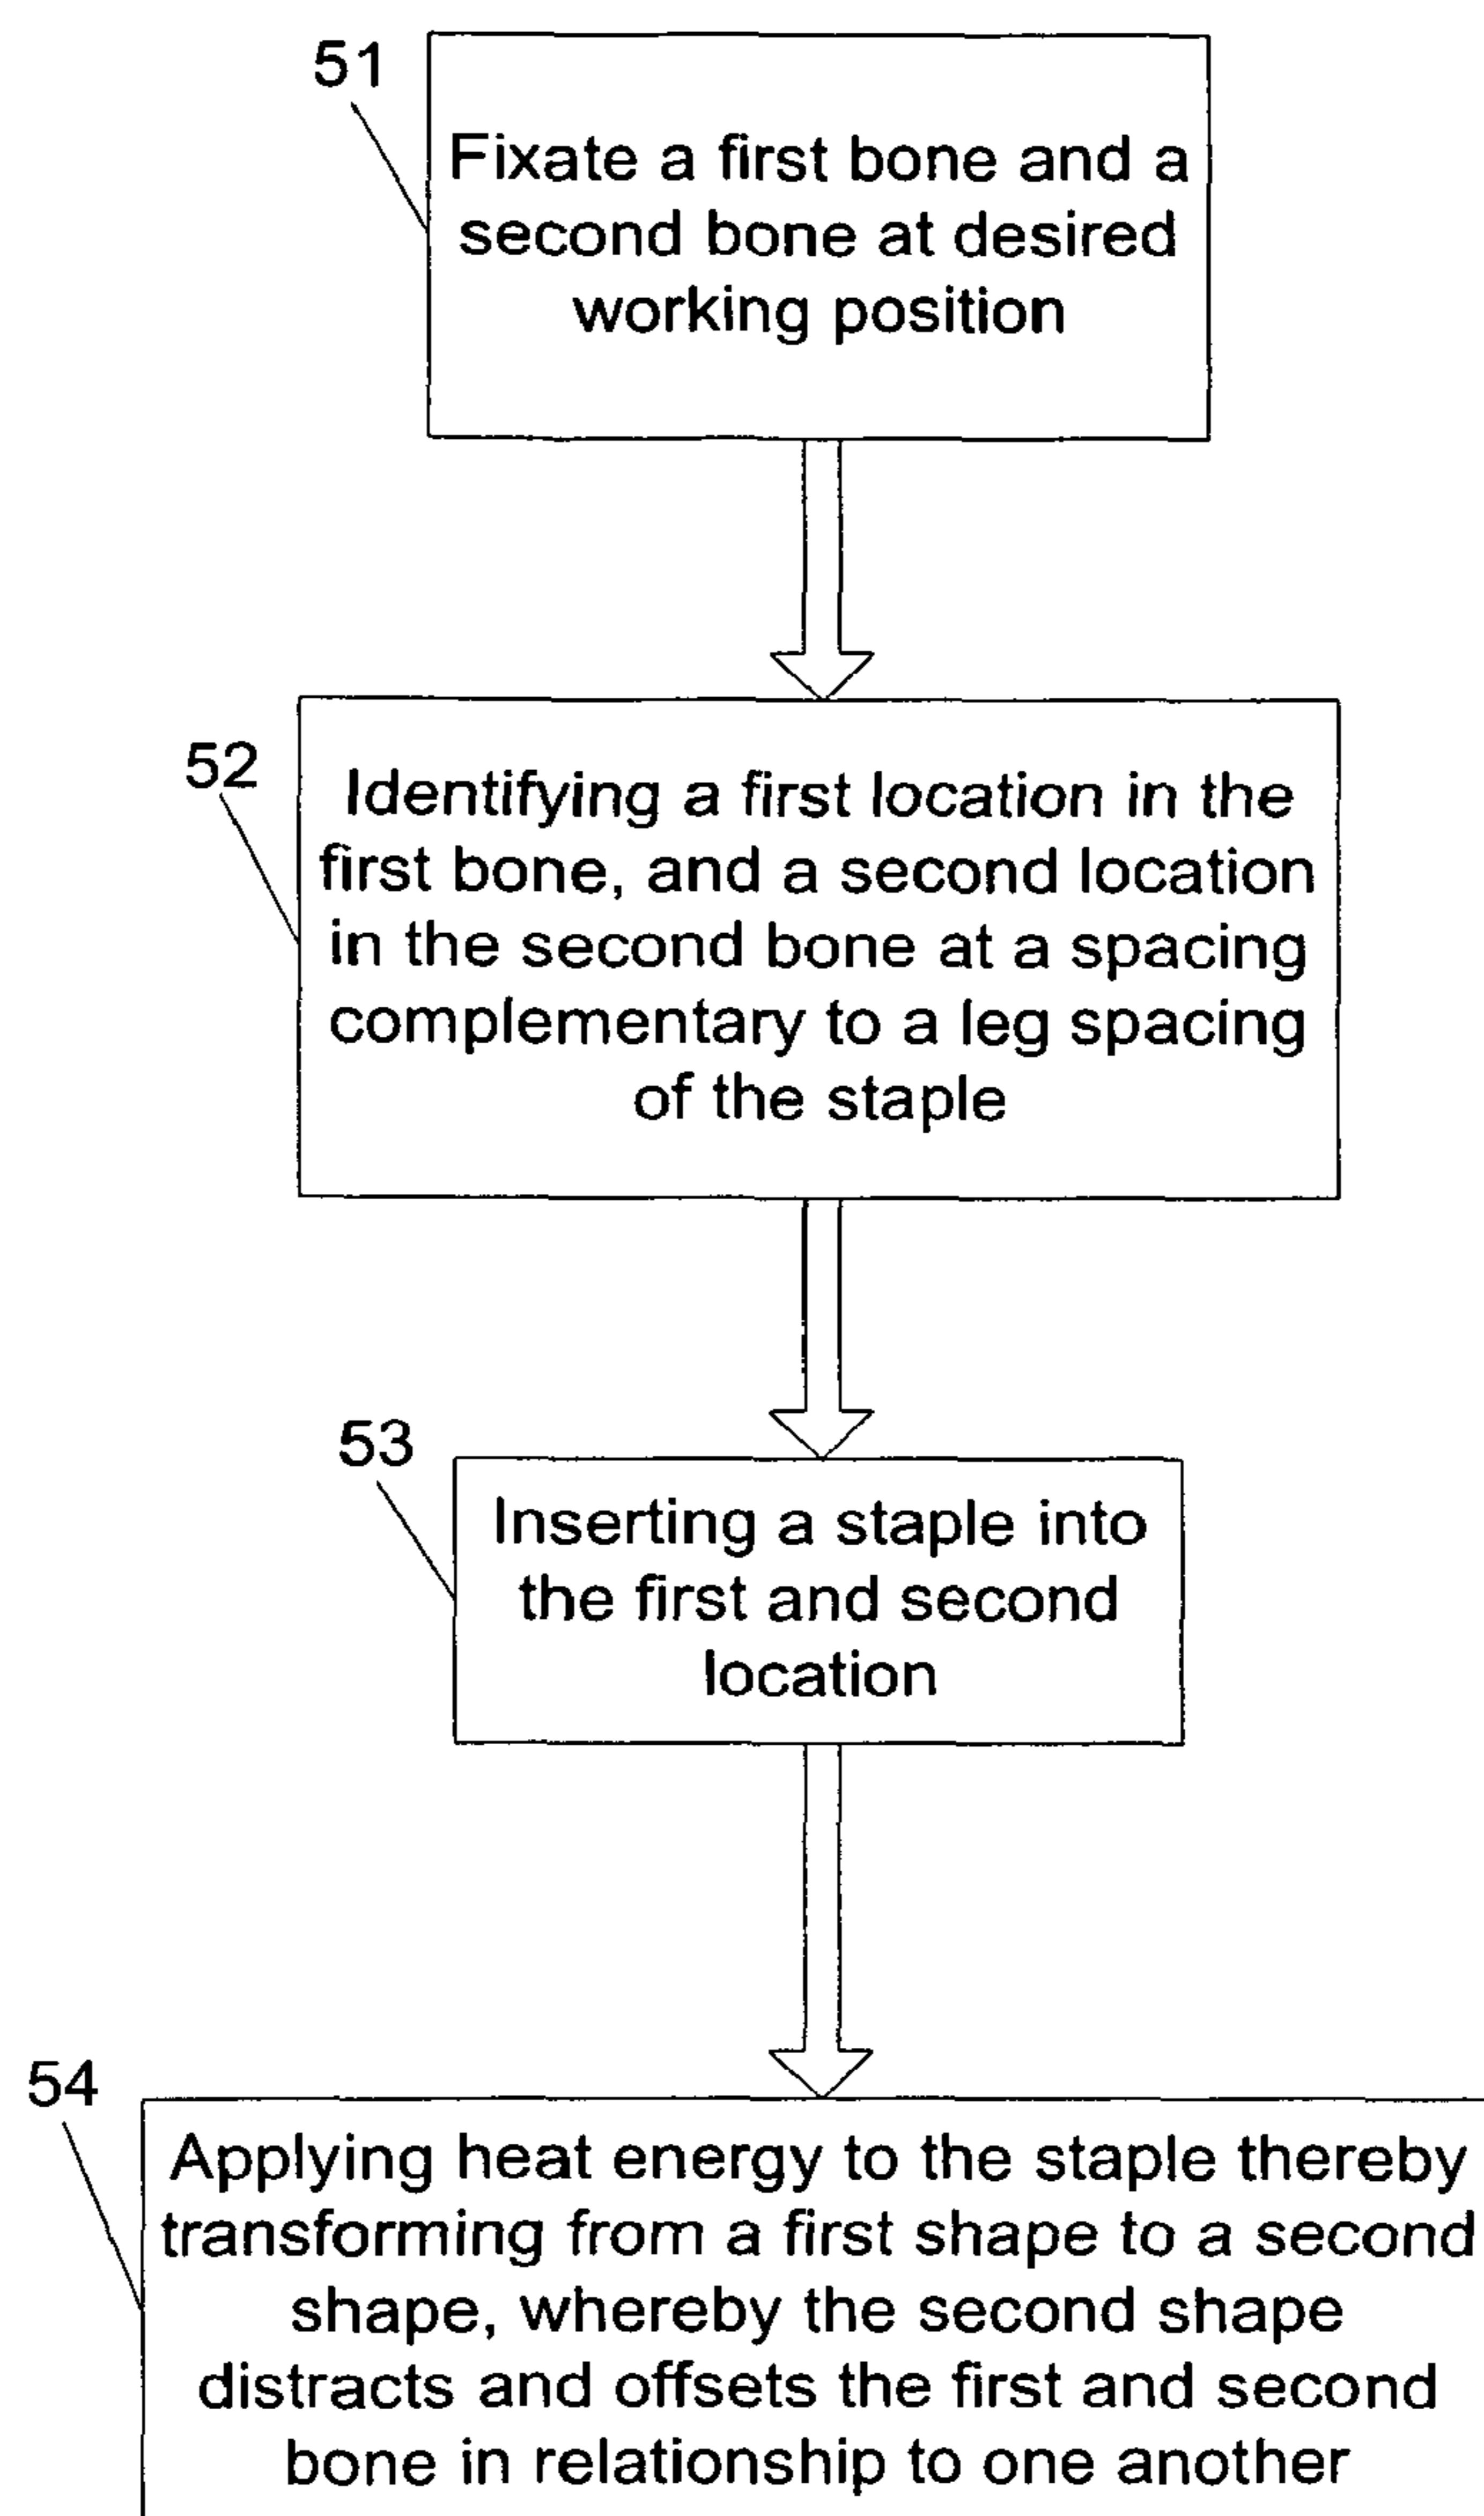 51
Fixate a first bone and a
second bone at desired
working position
52
Identifying a first location in the
first bone, and a second location
in the second bone at a spacing
complementary to a leg spacing
of the staple
53
Inserting a staple into
the first and second
location
54
Applying heat energy to the staple thereby
transforming from a first shape to a second
shape, whereby the second shape
distracts and offsets the first and second
bone in relationship to one another